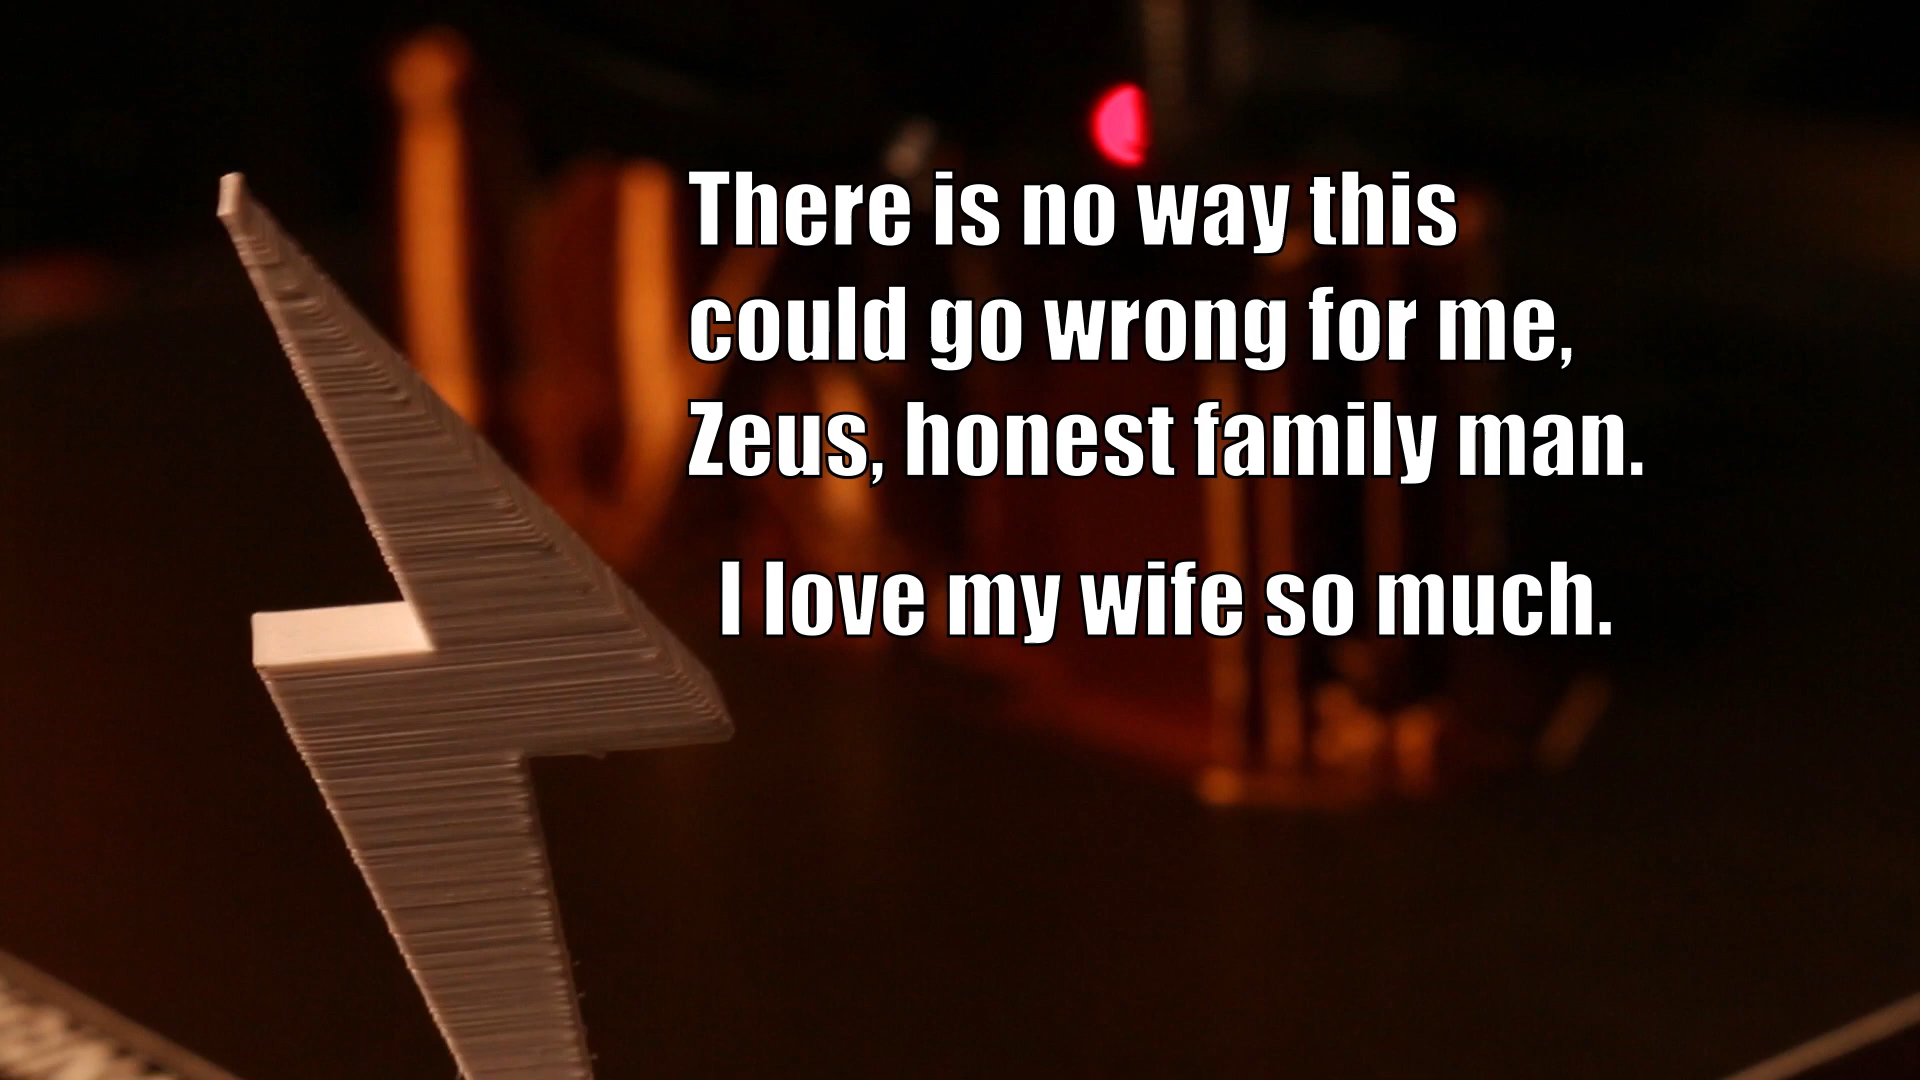 There is no way this
could go wrong for me,
Zeus, honest family man.
I love my wife so much.